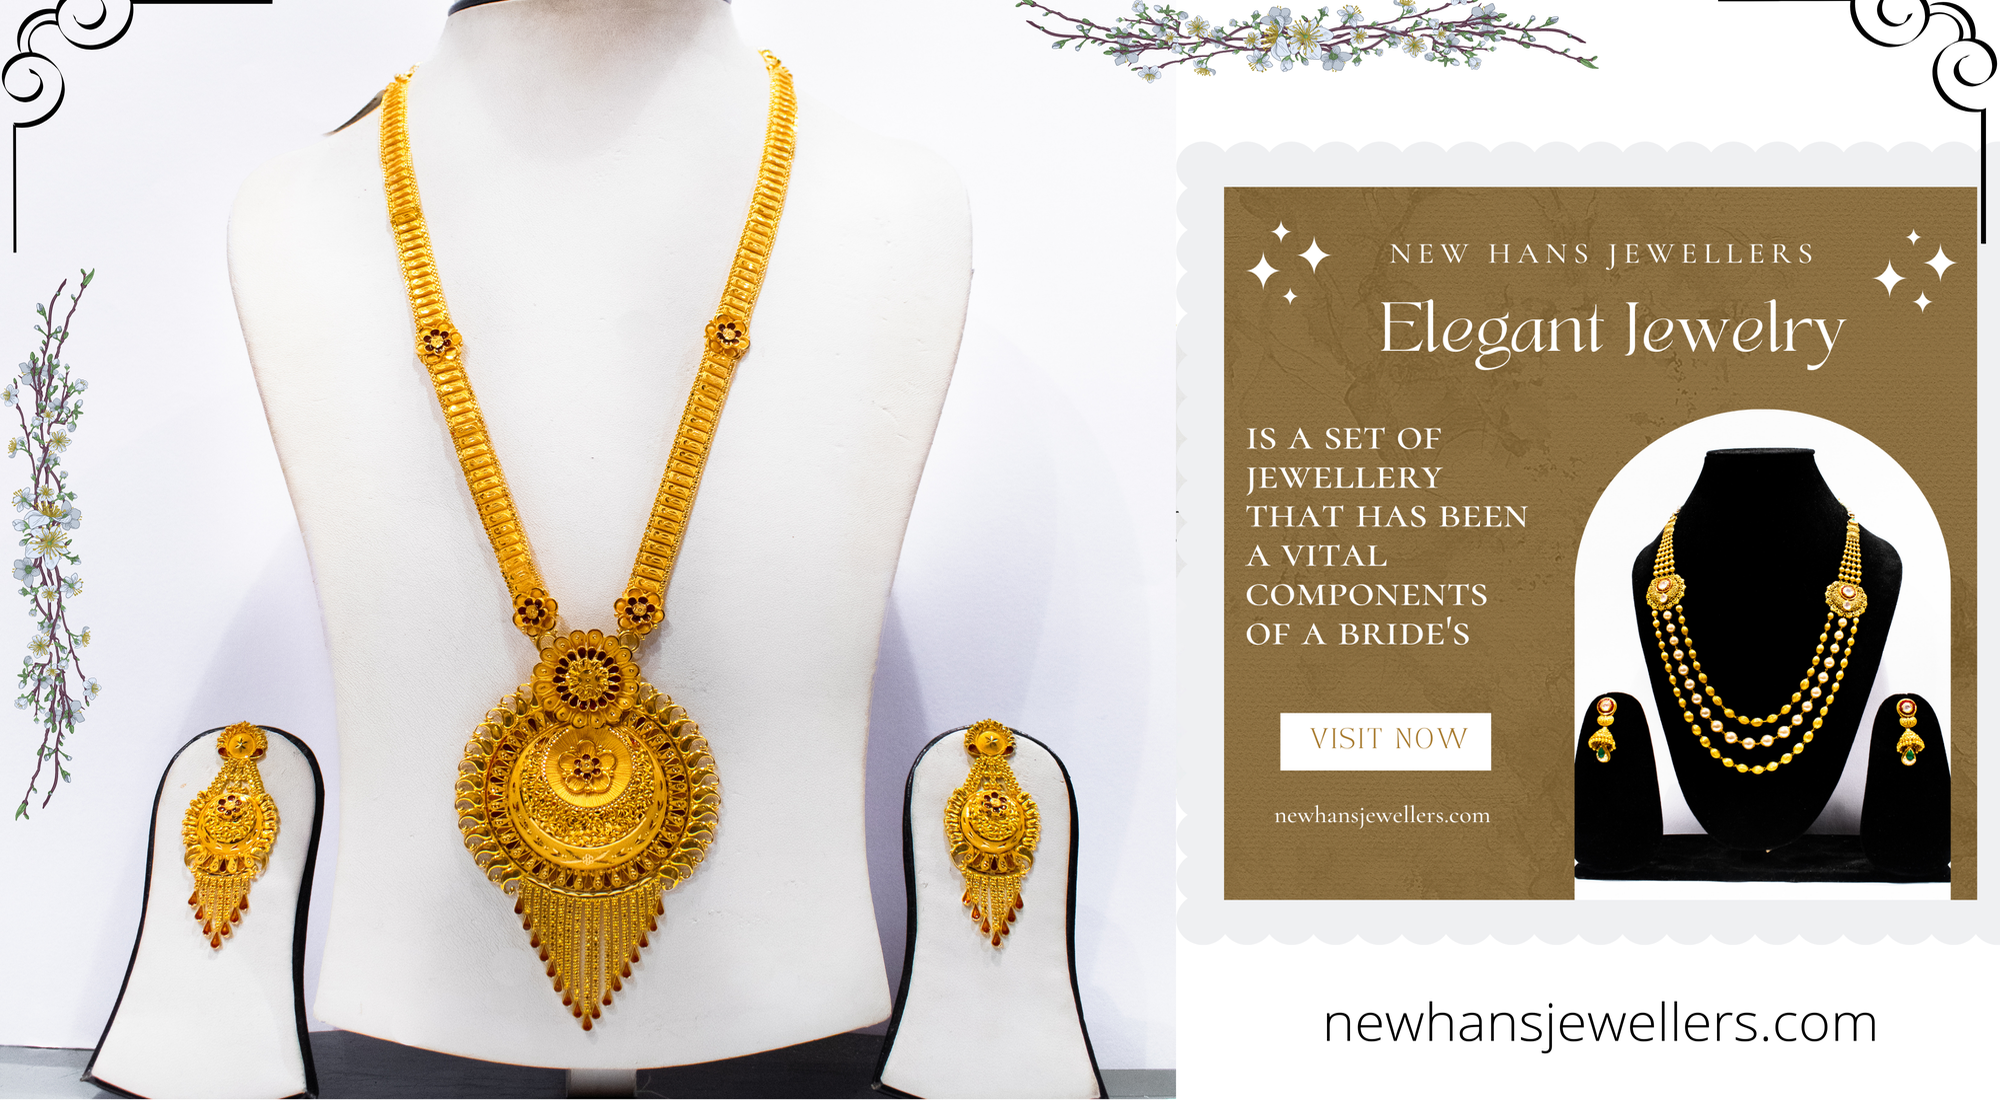 NEW HANS JEWELLERS
Elegant Jewelry
IS A SET OF
JEWELLERY
THAT HAS BEEN
A VITAL
COMPONENTS
OF A BRIDE'S
VISIT NOW
newhansjewellers.com
newhansjewellers.com